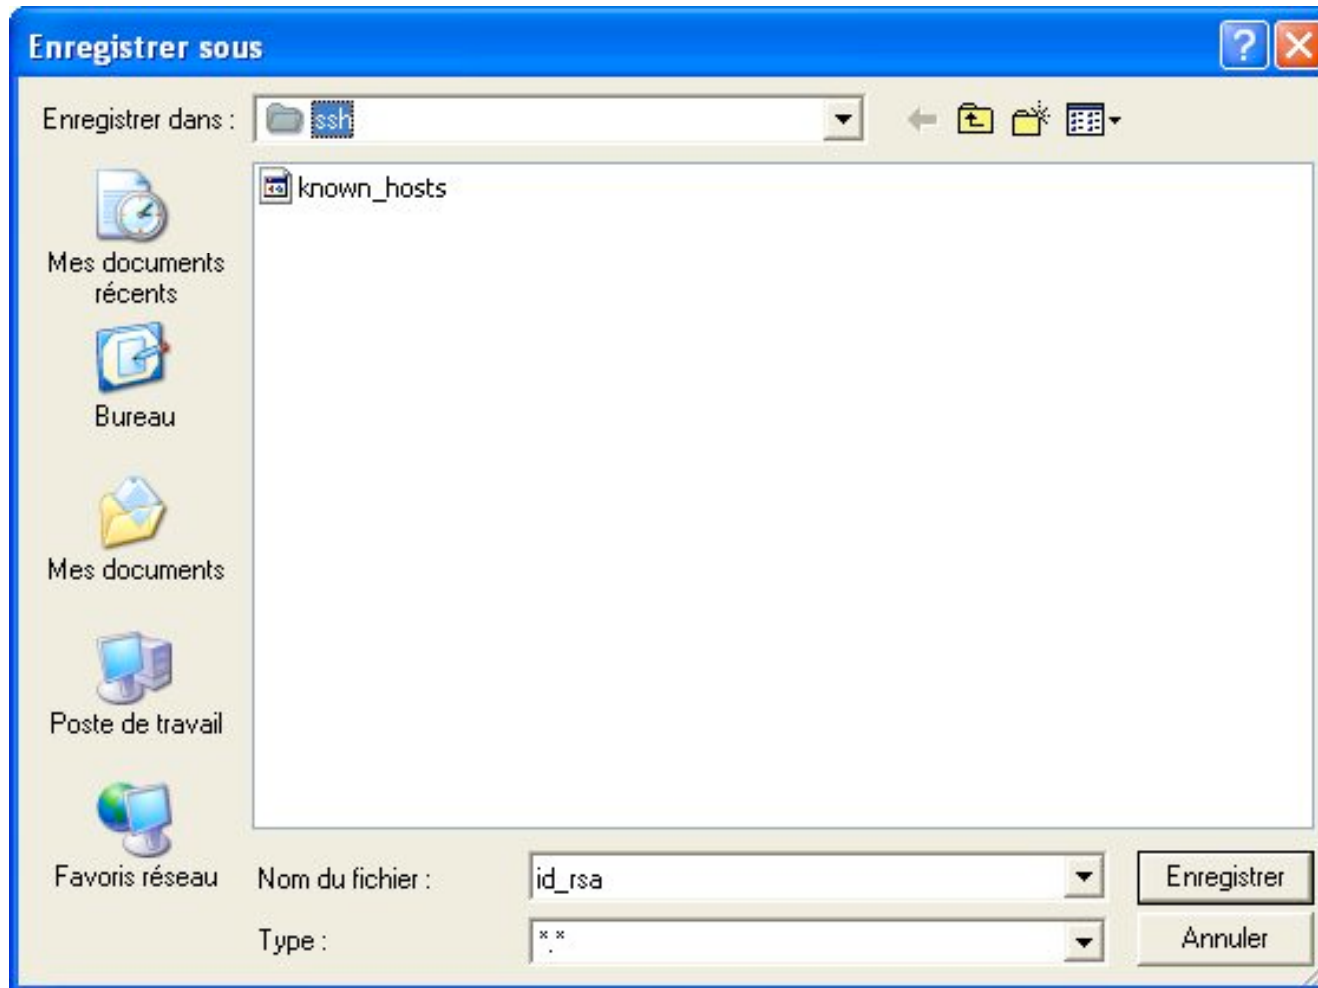 Enregistrer sous
Enregistrer dans :
ssh
known_hosts
Mes documents
récents
Bureau
Mes documents
Poste de travail
Favoris réseau
Nom du fichier :
id_rsa
Enregistrer
Type :
*.*
Annuler